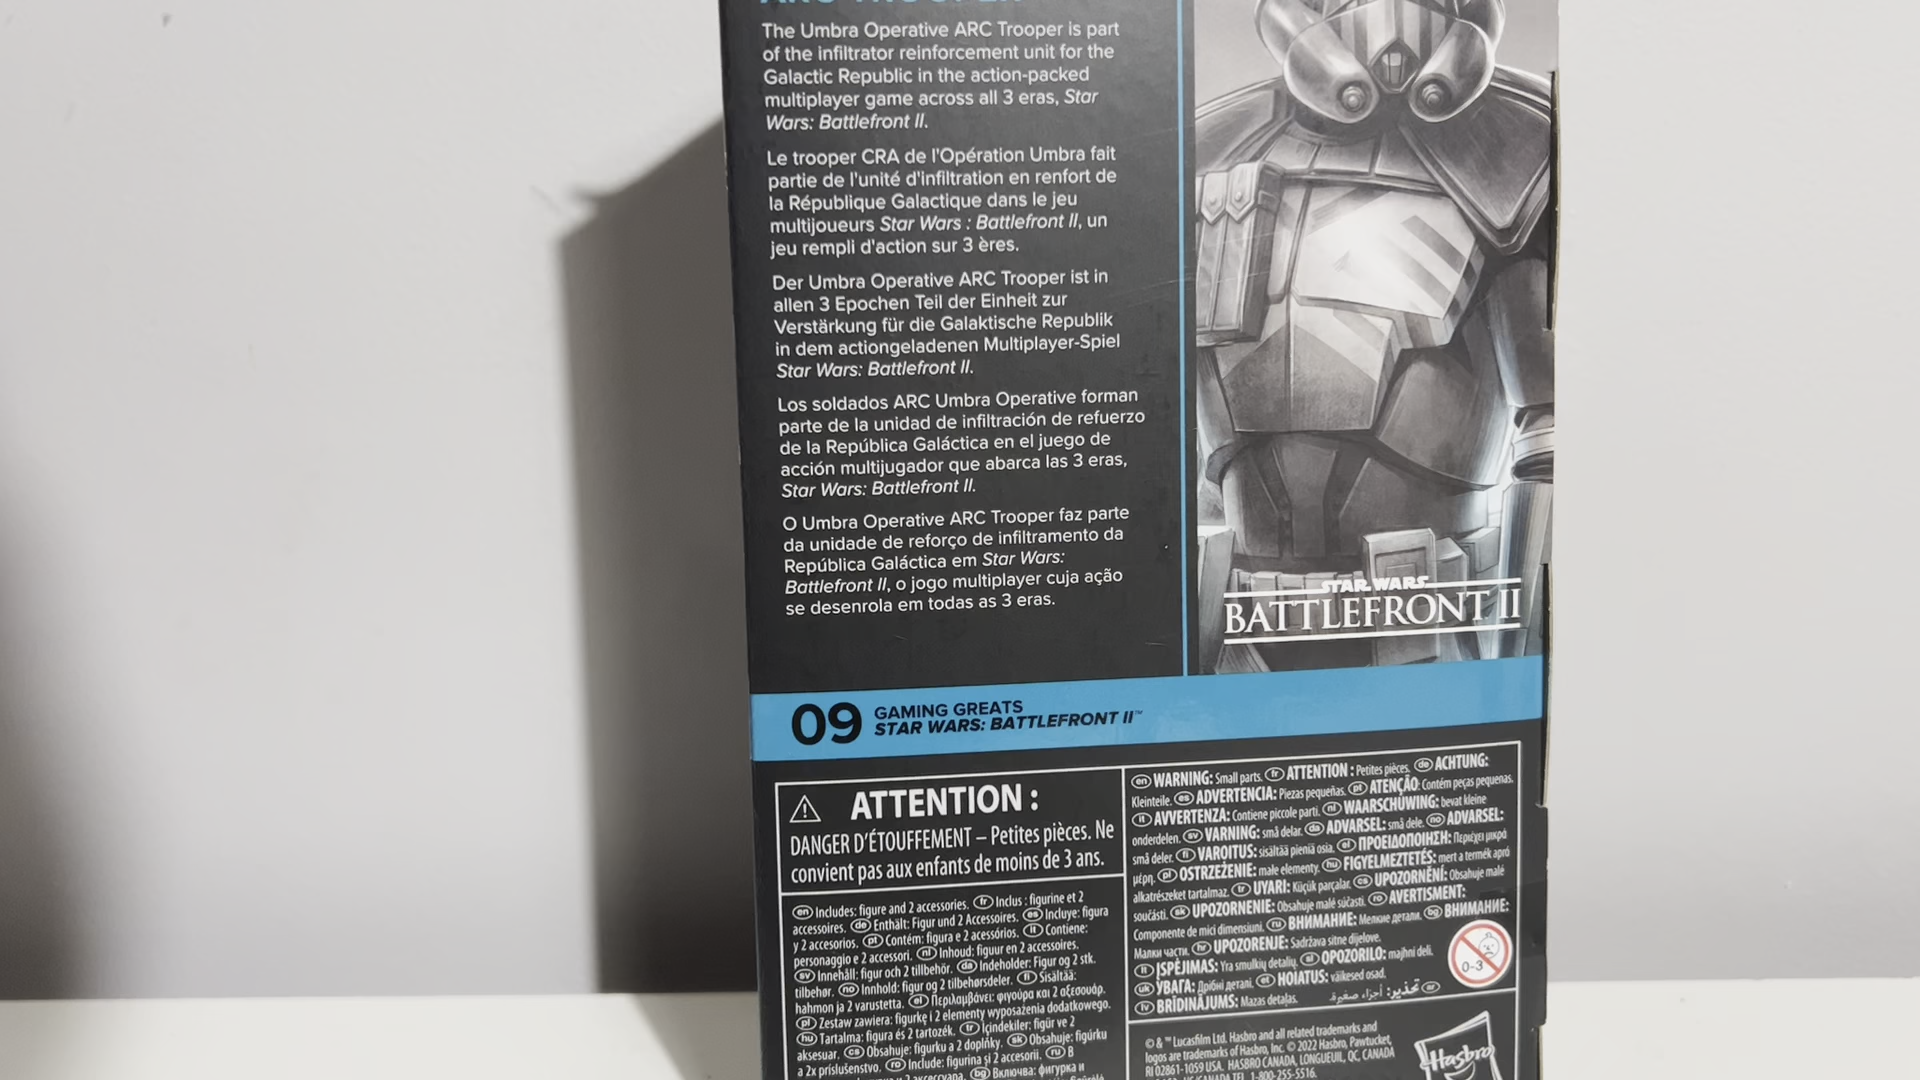 ARC TROOPER
The Umbra Operative ARC Trooper is part
of the infiltrator reinforcement unit for the
Galactic Republic in the action-packed
multiplayer game across all 3 eras, Star
Wars: Battlefront II.
Le trooper CRA de l'Opération Umbra fait
partie de l'unité d'infiltration en renfort de
la République Galactique dans le jeu
multijoueurs Star Wars : Battlefront II, un
jeu rempli d'action sur 3 ères.
Der Umbra Operative ARC Trooper ist in
allen 3 Epochen Teil der Einheit zur
Verstärkung für die Galaktische Republik
in dem actiongeladenen Multiplayer-Spiel
Star Wars: Battlefront II.
Los soldados ARC Umbra Operative forman
parte de la unidad de infiltración de refuerzo
de la República Galáctica en el juego de
acción multijugador que abarca las 3 eras,
Star Wars: Battlefront II.
O Umbra Operative ARC Trooper faz parte
da unidade de reforço de infiltramento da
República Galáctica em Star Wars:
Battlefront II, o jogo multiplayer cuja ação
se desenrola em todas as 3 eras.
STAR WARS
BATTLEFRONT II
09 GAMING GREATS
STAR WARS: BATTLEFRONT II™
ATTENTION :
DANGER D'ÉTOUFFEMENT – Petites pièces. Ne
convient pas aux enfants de moins de 3 ans.
en Includes: figure and 2 accessories. fr Inclus : figurine et 2
accessoires. de Enthält: Figur und 2 Accessoires. es Incluye: figura
y 2 accesorios. pt Contém: figura e 2 acessórios. it Contiene:
personaggio e 2 accessori. nl Inhoud: figuur en 2 accessoires.
sv Innehåll: figur och 2 tillbehör. da Indeholder: Figur og 2 stk.
tilbehør. no Innhold: figur og 2 tilbehørsdeler. fi Sisältää:
hahmon ja 2 varustetta. el Περιλαμβάνει: φιγούρα και 2 αξεσουάρ.
pl Zestaw zawiera: figurkę i 2 elementy wyposażenia dodatkowego.
hu Tartalma: figura és 2 tartozék. tr İçindekiler: figür ve 2
aksesuar. cs Obsahuje: figurku a 2 doplňky. sk Obsahuje: figúrku
a 2x príslušenstvo. ro Include: figurina și 2 accesorii. ru В
bg Включва: фигурка и
en WARNING: Small parts. fr ATTENTION : Petites pièces. de ACHTUNG:
Kleinteile. es ADVERTENCIA: Piezas pequeñas. pt ATENÇÃO: Contém peças pequenas.
it AVVERTENZA: Contiene piccole parti. nl WAARSCHUWING: bevat kleine
onderdelen. sv VARNING: små delar. da ADVARSEL: små dele. no ADVARSEL:
små deler. fi VAROITUS: sisältää pieniä osia. el ΠΡΟΕΙΔΟΠΟΙΗΣΗ: Περιέχει μικρά
μέρη. pl OSTRZEŻENIE: małe elementy. hu FIGYELMEZTETÉS: mert a termék apró
alkatrészeket tartalmaz. tr UYARI: Küçük parçalar. cs UPOZORNĚNÍ: Obsahuje malé
součásti. sk UPOZORNENIE: Obsahuje malé súčasti. ro AVERTISMENT:
Componente de mici dimensiuni. ru ВНИМАНИЕ: Мелкие детали. bg ВНИМАНИЕ:
Малки части. hr UPOZORENJE: Sadržava sitne dijelove.
lt ĮSPĖJIMAS: Yra smulkių detalių. sl OPOZORILO: majhni deli.
uk УВАГА: Дрібні деталі. et HOIATUS: väikesed osad.
lv BRĪDINĀJUMS: Mazas detaļas. ar تحذير: أجزاء صغيرة.
0-3
© & ™ Lucasfilm Ltd. Hasbro and all related trademarks and
logos are trademarks of Hasbro, Inc. © 2022 Hasbro, Pawtucket,
RI 02861-1059 USA. HASBRO CANADA, LONGUEUIL, QC, CANADA
US/CANADA TEL. 1-800-255-5516.
Hasbro